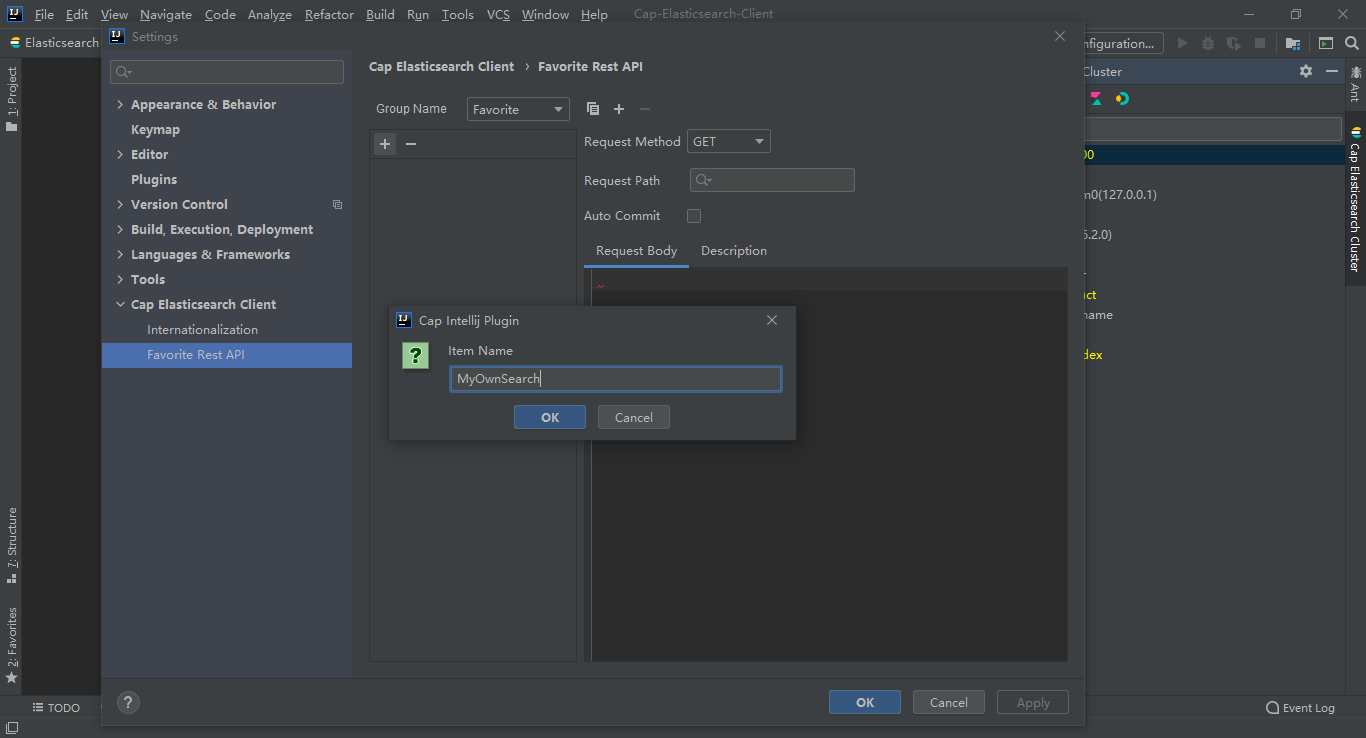 File Edit View Navigate Code Analyze Refactor Build Run Tools VCS Window Help Cap-Elasticsearch-Client
Elasticsearch
Settings
nfiguration...
1: Project
7: Structure
2: Favorites
Appearance & Behavior
Keymap
Editor
Plugins
Version Control
Build, Execution, Deployment
Languages & Frameworks
Tools
Cap Elasticsearch Client
Internationalization
Favorite Rest API
Cap Elasticsearch Client › Favorite Rest API
Group Name Favorite
Request Method GET
Request Path
Auto Commit
Request Body Description
Cap Intellij Plugin
Item Name
MyOwnSearch
OK Cancel
OK Cancel Apply
Cluster
00
m0(127.0.0.1)
.2.0)
uct
name
dex
Ant
Cap Elasticsearch Cluster
TODO
Event Log